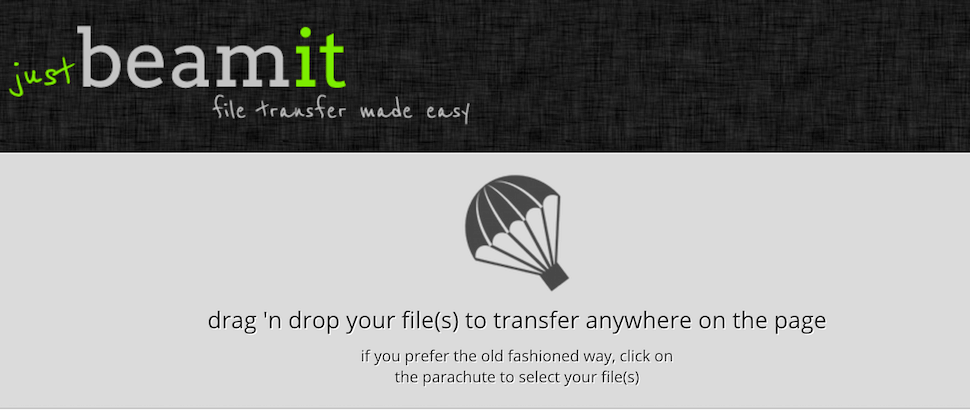 justbeamit
file transfer made easy
drag 'n drop your file(s) to transfer anywhere on the page
if you prefer the old fashioned way, click on
the parachute to select your file(s)